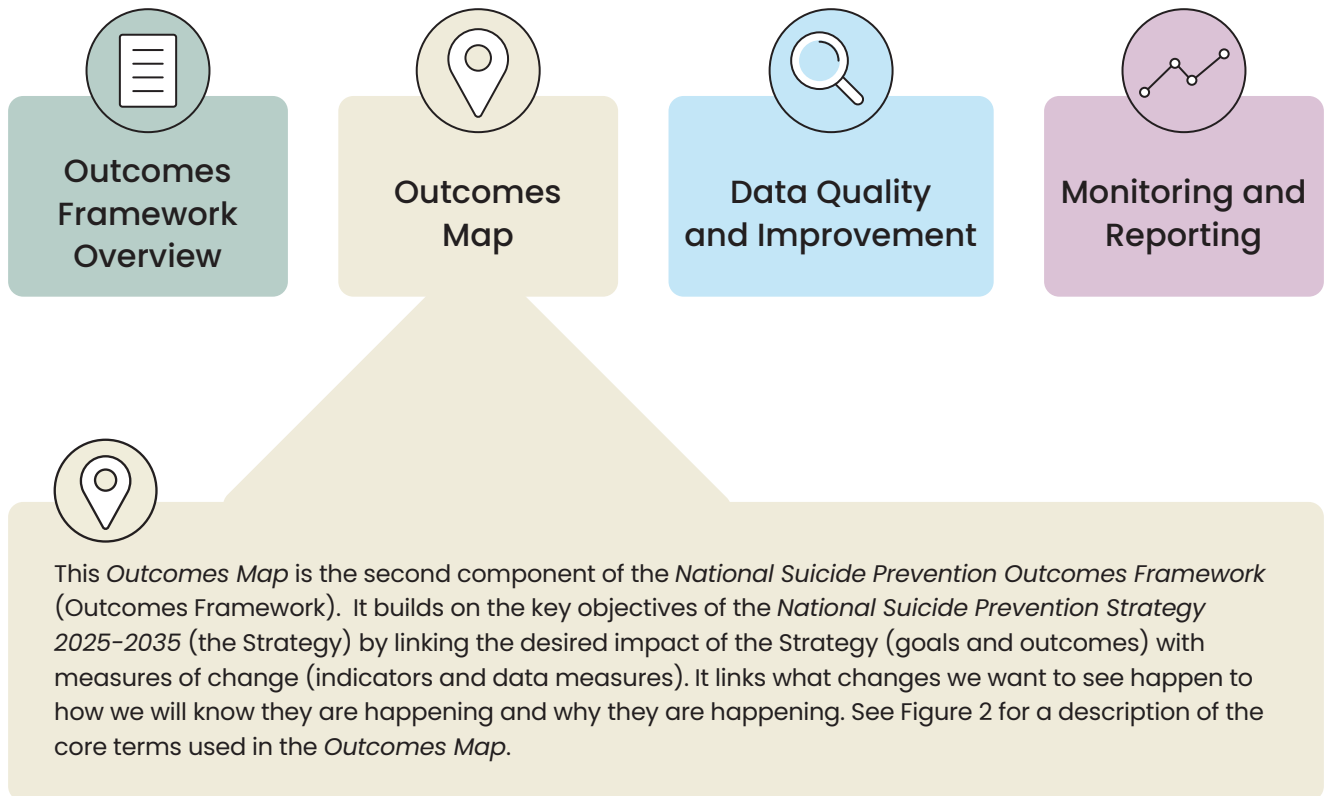 Outcomes
Framework
Overview
Outcomes
Map
Data Quality
and Improvement
Monitoring and
Reporting
This Outcomes Map is the second component of the National Suicide Prevention Outcomes Framework
(Outcomes Framework).  It builds on the key objectives of the National Suicide Prevention Strategy
2025-2035 (the Strategy) by linking the desired impact of the Strategy (goals and outcomes) with
measures of change (indicators and data measures). It links what changes we want to see happen to
how we will know they are happening and why they are happening. See Figure 2 for a description of the
core terms used in the Outcomes Map.